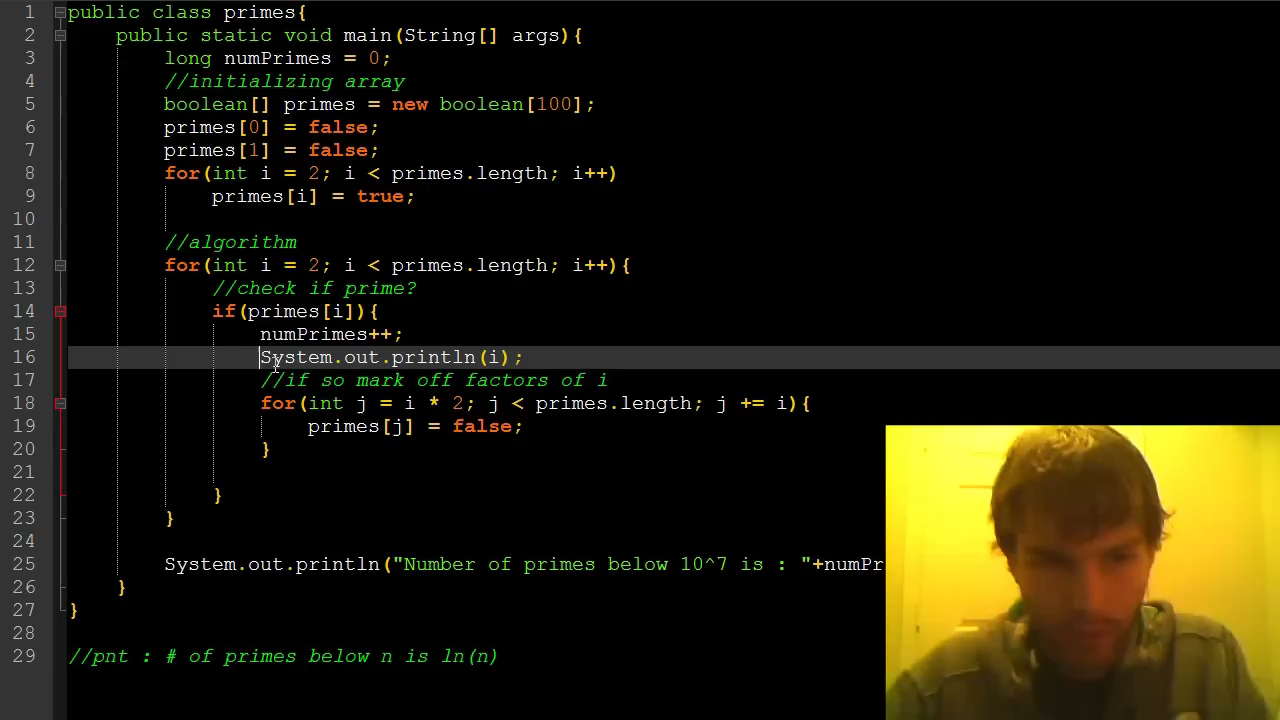 1 public class primes{
2 public static void main(String[] args){
3 long numPrimes = 0;
4 //initializing array
5 boolean[] primes = new boolean[100];
6 primes[0] = false;
7 primes[1] = false;
8 for(int i = 2; i < primes.length; i++)
9 primes[i] = true;
10
11 //algorithm
12 for(int i = 2; i < primes.length; i++){
13 //check if prime?
14 if(primes[i]){
15 numPrimes++;
16 System.out.println(i);
17 //if so mark off factors of i
18 for(int j = i * 2; j < primes.length; j += i){
19 primes[j] = false;
20 }
21
22 }
23 }
24
25 System.out.println("Number of primes below 10^7 is : "+numPr
26 }
27 }
28
29 //pnt : # of primes below n is ln(n)